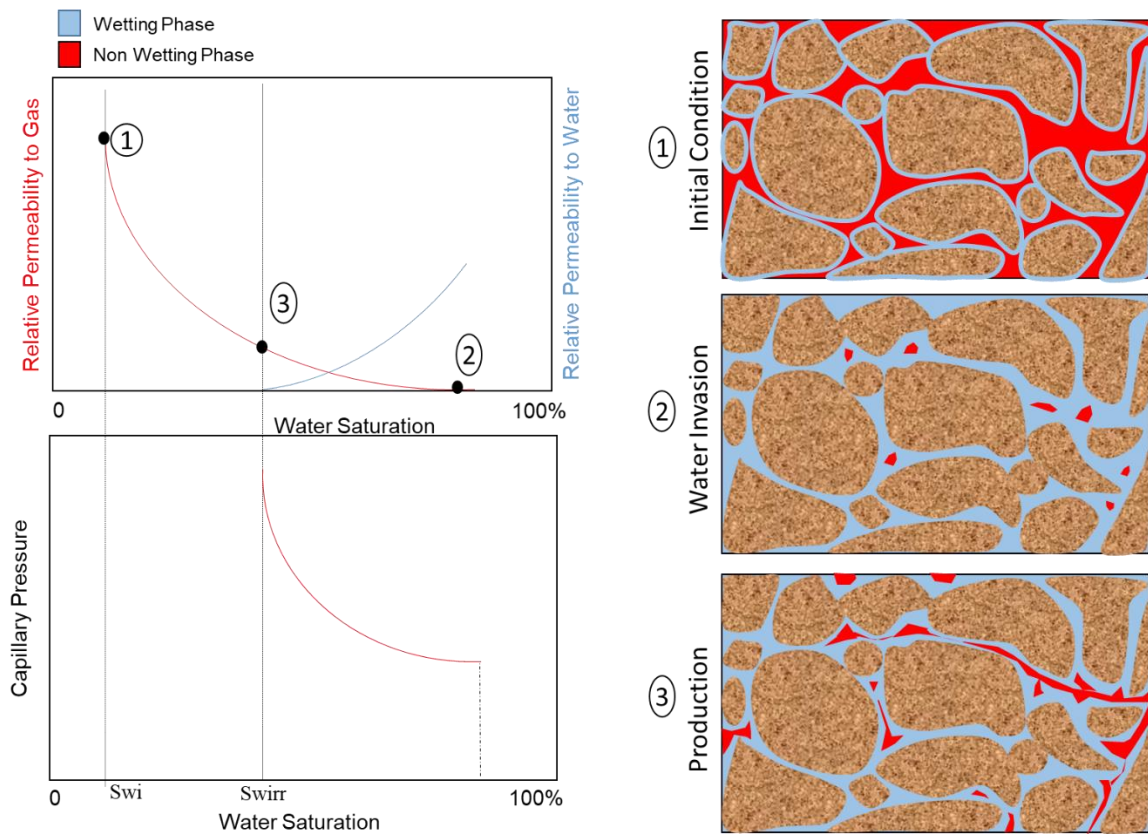 Wetting Phase
Non Wetting Phase
Relative Permeability to Gas
1
3
2
Relative Permeability to Water
0
100%
Water Saturation
Capillary Pressure
0
Swi
Swirr
100%
Water Saturation
1
Initial Condition
2
Water Invasion
3
Production